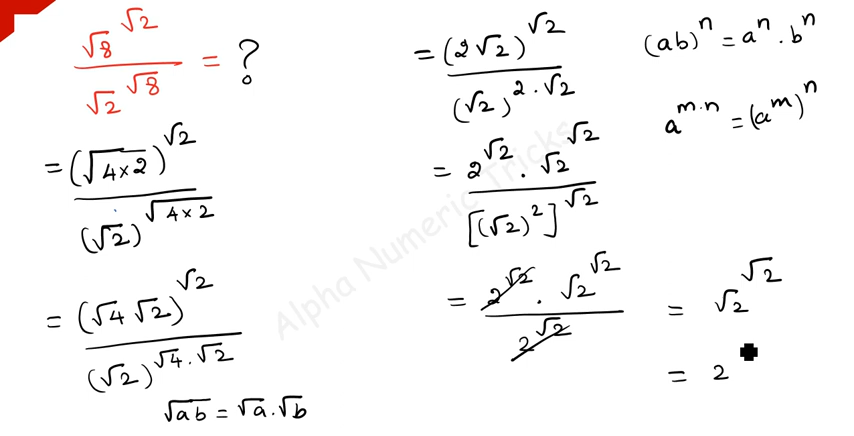 √8^√2 / √2^√8 = ?
= (√4×2)^√2 / (√2)^√4×2
= (√4 √2)^√2 / (√2)^√4·√2
√ab = √a·√b
= (2√2)^√2 / (√2)^2·√2
= 2^√2 · √2^√2 / [(√2)^2]^√2
= 2^√2 · √2^√2 / 2^√2
(ab)^n = a^n · b^n
a^m·n = (a^m)^n
= √2^√2
= 2
Alpha Numeric Tricks